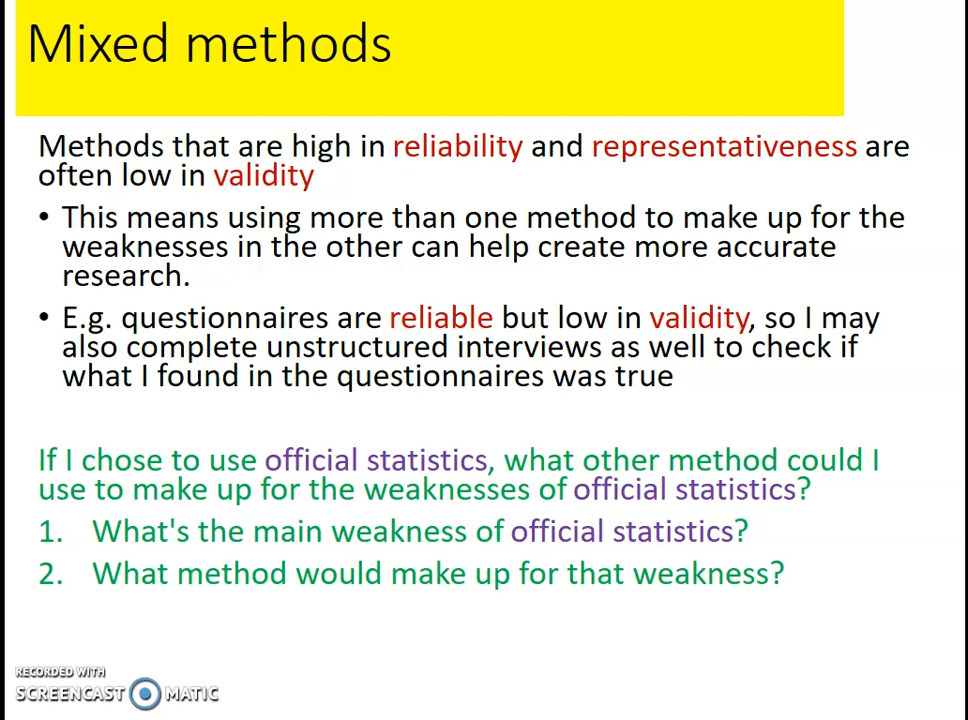 Mixed methods
Methods that are high in reliability and representativeness are
often low in validity
• This means using more than one method to make up for the
weaknesses in the other can help create more accurate
research.
• E.g. questionnaires are reliable but low in validity, so I may
also complete unstructured interviews as well to check if
what I found in the questionnaires was true
If I chose to use official statistics, what other method could I
use to make up for the weaknesses of official statistics?
1. What's the main weakness of official statistics?
2. What method would make up for that weakness?
RECORDED WITH
SCREENCAST MATIC